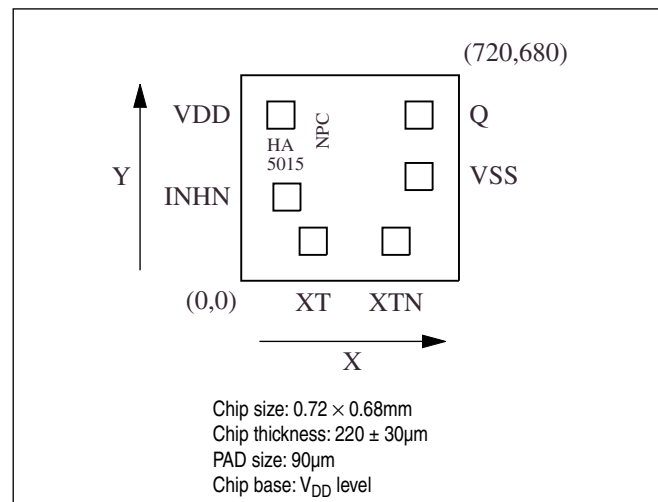 (720,680)
VDD
Q
NPC
HA
5015
Y
VSS
INHN
(0,0)
XT
XTN
X
Chip size: 0.72 × 0.68mm
Chip thickness: 220 ± 30µm
PAD size: 90µm
Chip base: VDD level